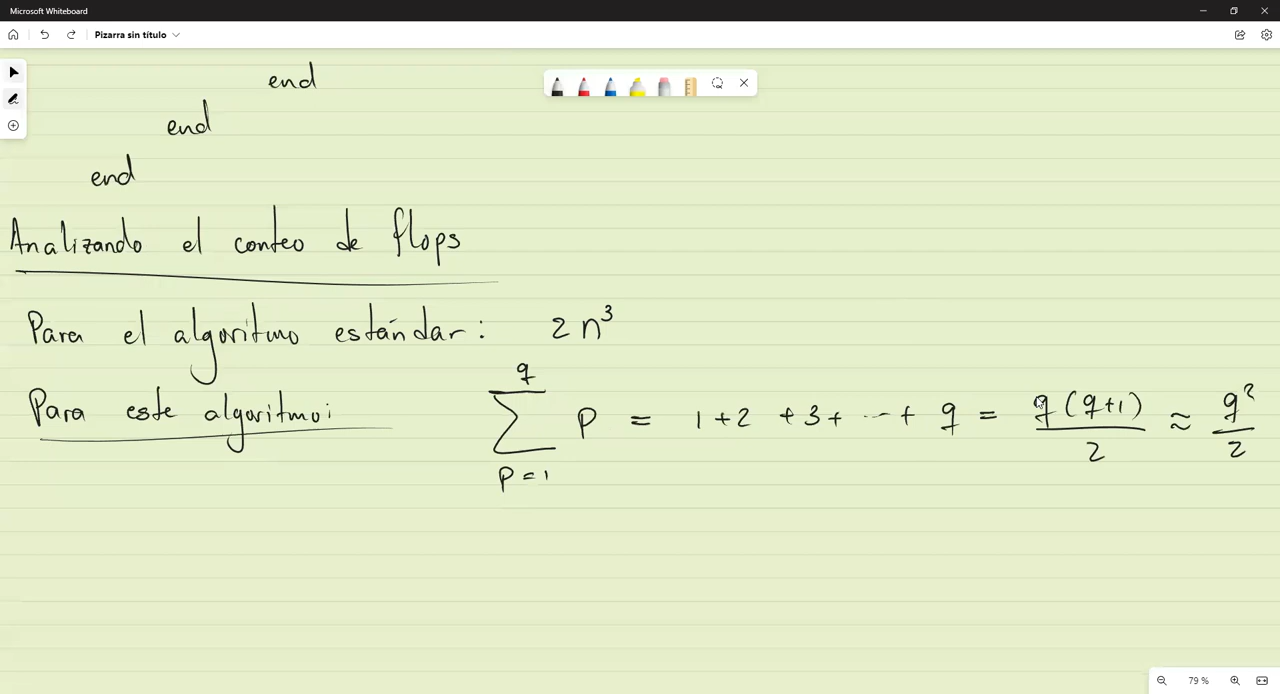 Microsoft Whiteboard
Pizarra sin título
end
end
end
Analizando el conteo de flops
Para el algoritmo estándar: 2n³
Para este algoritmo: ∑_{p=1}^{q} p = 1 + 2 + 3 + ... + q = q(q+1)/2 ≈ q²/2
79 %